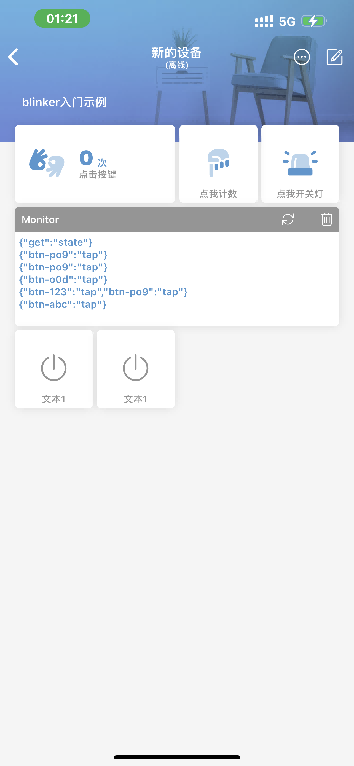 01:21
5G
新的设备
(离线)
blinker入门示例
0 次
点击按键
点我计数
点我开关灯
Monitor
{"get":"state"}
{"btn-po9":"tap"}
{"btn-po9":"tap"}
{"btn-o0d":"tap"}
{"btn-123":"tap","btn-po9":"tap"}
{"btn-abc":"tap"}
文本1
文本1